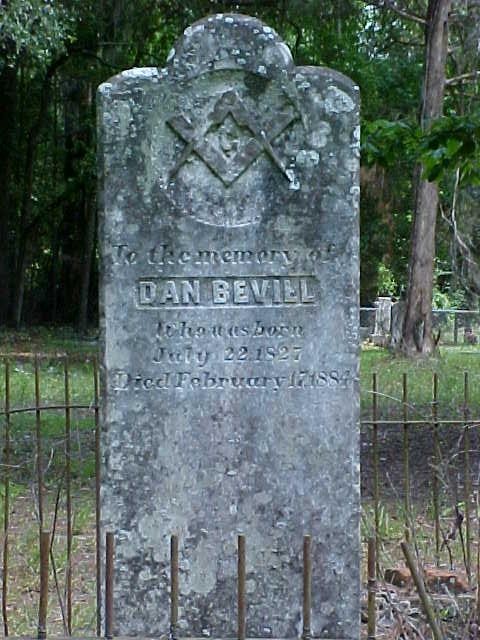 G
To the memory of
DAN BEVILL
Who was born
July 22, 1827
Died February 17, 1884